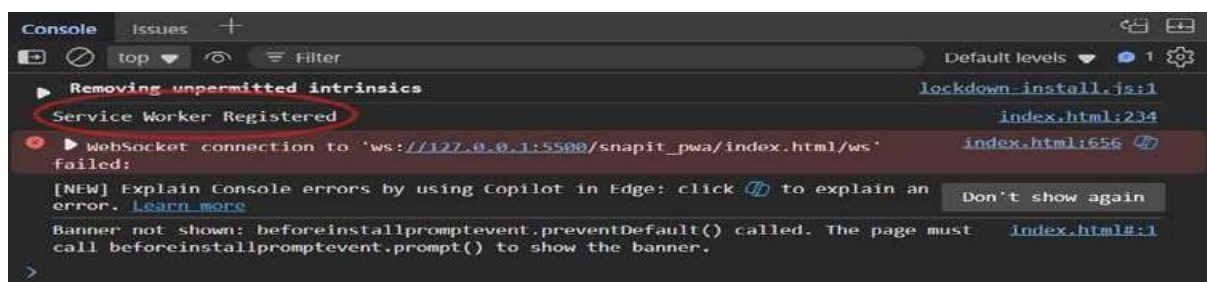 Console Issues
top Filter Default levels 1
Removing unpermitted intrinsics lockdown-install.js:1
Service Worker Registered index.html:234
WebSocket connection to 'ws://127.0.0.1:5500/snapit_pwa/index.html/ws' index.html:656
failed:
[NEW] Explain Console errors by using Copilot in Edge: click to explain an
error. Learn more
Don't show again
Banner not shown: beforeinstallpromptevent.preventDefault() called. The page must index.html#:1
call beforeinstallpromptevent.prompt() to show the banner.
>